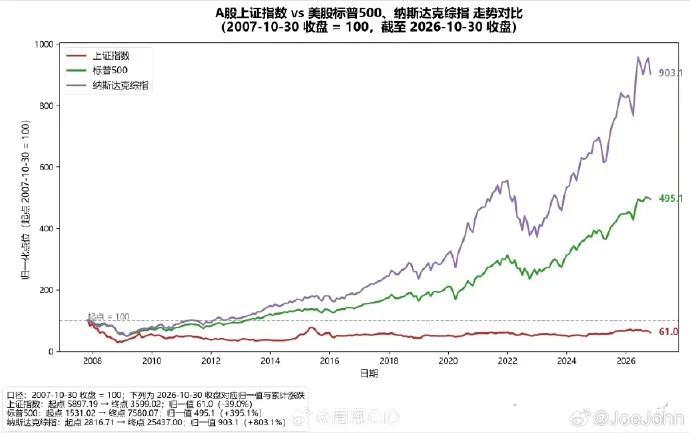 A股上证指数 vs 美股标普500、纳斯达克综指 走势对比
(2007-10-30 收盘 = 100，截至 2026-10-30 收盘)
上证指数
标普500
纳斯达克综指
归一化点位 (起点 2007-10-30 = 100)
1000
800
600
400
200
0
903.1
495.1
61.0
起点 = 100
2008
2010
2012
2014
2016
2018
2020
2022
2024
2026
日期
口径：2007-10-30 收盘 = 100；下列为 2026-10-30 收盘对应归一值与累计涨跌
上证指数：起点 5897.19 → 终点 3599.02；归一值 61.0 (-39.0%)
标普500：起点 1531.02 → 终点 7580.07；归一值 495.1 (+395.1%)
纳斯达克综指：起点 2816.71 → 终点 25437.00；归一值 903.1 (+803.1%)
@JoeJohn